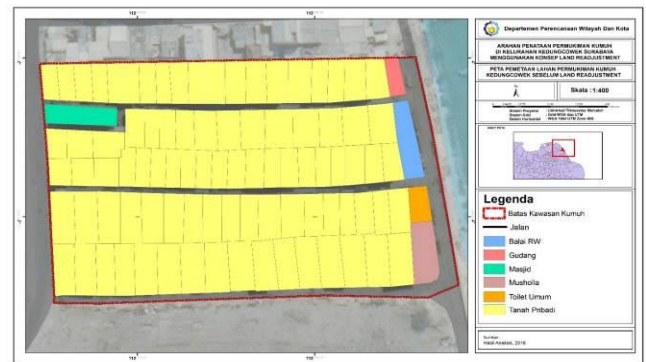 Departemen Perencanaan Wilayah Dan Kota
ARAHAN PENATAAN PERMUKIMAN KUMUH
DI KELURAHAN KEDUNGCOWEK SURABAYA
MENGGUNAKAN KONSEP LAND READJUSTMENT
PETA PEMETAAN LAHAN PERMUKIMAN KUMUH
KEDUNGCOWEK SEBELUM LAND READJUSTMENT
Skala :1:400
Legenda
Batas Kawasan Kumuh
Jalan
Balai RW
Gudang
Masjid
Musholla
Toilet Umum
Tanah Pribadi
Sumber
Hasil Analisis, 2016